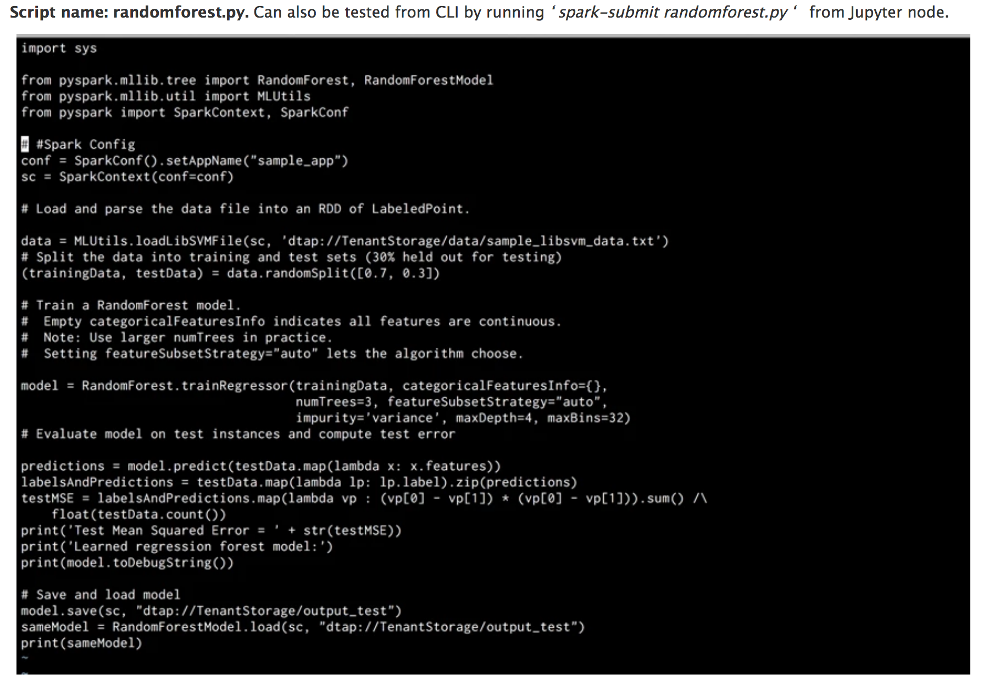 Script name: randomforest.py. Can also be tested from CLI by running ‘ spark-submit randomforest.py ‘ from Jupyter node.
import sys
from pyspark.mllib.tree import RandomForest, RandomForestModel
from pyspark.mllib.util import MLUtils
from pyspark import SparkContext, SparkConf
# #Spark Config
conf = SparkConf().setAppName("sample_app")
sc = SparkContext(conf=conf)
# Load and parse the data file into an RDD of LabeledPoint.
data = MLUtils.loadLibSVMFile(sc, 'dtap://TenantStorage/data/sample_libsvm_data.txt')
# Split the data into training and test sets (30% held out for testing)
(trainingData, testData) = data.randomSplit([0.7, 0.3])
# Train a RandomForest model.
#  Empty categoricalFeaturesInfo indicates all features are continuous.
#  Note: Use larger numTrees in practice.
#  Setting featureSubsetStrategy="auto" lets the algorithm choose.
model = RandomForest.trainRegressor(trainingData, categoricalFeaturesInfo={},
numTrees=3, featureSubsetStrategy="auto",
impurity='variance', maxDepth=4, maxBins=32)
# Evaluate model on test instances and compute test error
predictions = model.predict(testData.map(lambda x: x.features))
labelsAndPredictions = testData.map(lambda lp: lp.label).zip(predictions)
testMSE = labelsAndPredictions.map(lambda vp : (vp[0] - vp[1]) * (vp[0] - vp[1])).sum() /\
float(testData.count())
print('Test Mean Squared Error = ' + str(testMSE))
print('Learned regression forest model:')
print(model.toDebugString())
# Save and load model
model.save(sc, "dtap://TenantStorage/output_test")
sameModel = RandomForestModel.load(sc, "dtap://TenantStorage/output_test")
print(sameModel)
~
~